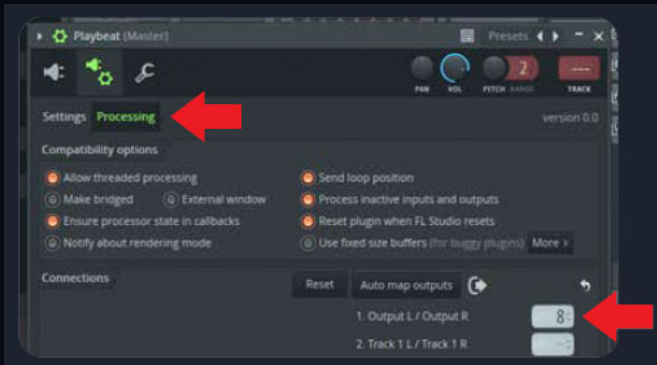 Playbeat (Master) Presets
2
PAN VOL PITCH RANGE TRACK
Settings Processing version 0.0
Compatibility options
Allow threaded processing Send loop position
Make bridged External window Process inactive inputs and outputs
Ensure processor state in callbacks Reset plugin when FL Studio resets
Notify about rendering mode Use fixed size buffers (for buggy plugins) More >
Connections Reset Auto map outputs
1. Output L / Output R 8
2. Track 1 L / Track 1 R